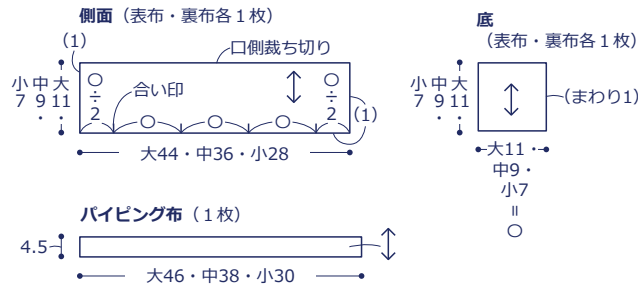 側面（表布・裏布各１枚）
(1)
口側裁ち切り
大11・
中9・
小7
○÷2
合い印
○
○
○
○÷2
(1)
大44・中36・小28
底
（表布・裏布各１枚）
大11・
中9・
小7
(まわり1)
大11・
中9・
小7
=
○
パイピング布（１枚）
4.5
大46・中38・小30